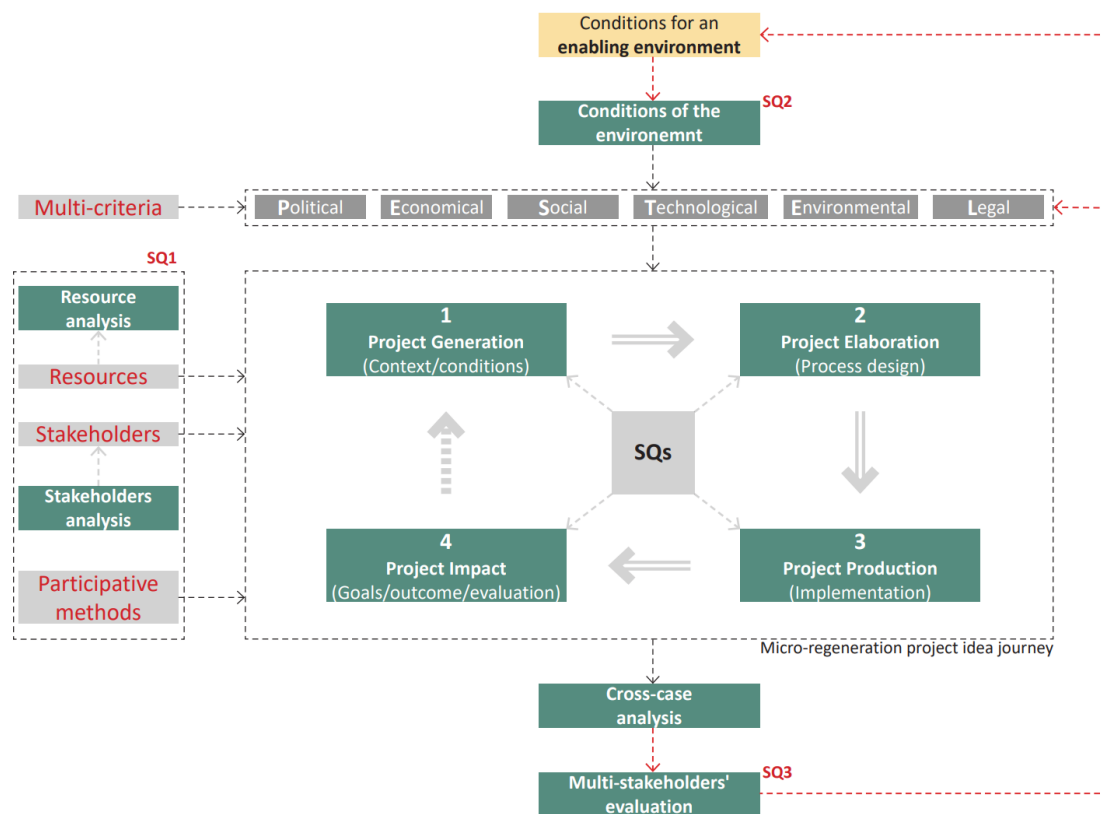 Conditions for an
enabling environment
SQ2
Conditions of the
environemnt
Multi-criteria
Political
Economical
Social
Technological
Environmental
Legal
SQ1
Resource
analysis
Resources
Stakeholders
Stakeholders
analysis
Participative
methods
1
Project Generation
(Context/conditions)
2
Project Elaboration
(Process design)
SQs
4
Project Impact
(Goals/outcome/evaluation)
3
Project Production
(Implementation)
Micro-regeneration project idea journey
Cross-case
analysis
SQ3
Multi-stakeholders'
evaluation